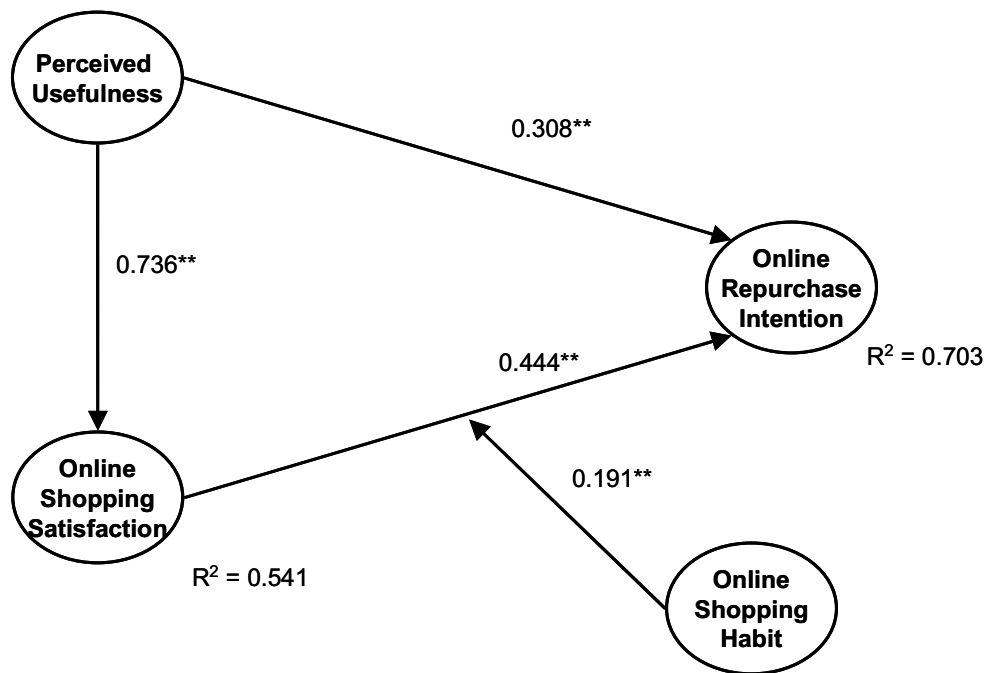 Perceived
Usefulness
0.308**
0.736**
Online
Repurchase
Intention
R² = 0.703
0.444**
Online
Shopping
Satisfaction
0.191**
R² = 0.541
Online
Shopping
Habit